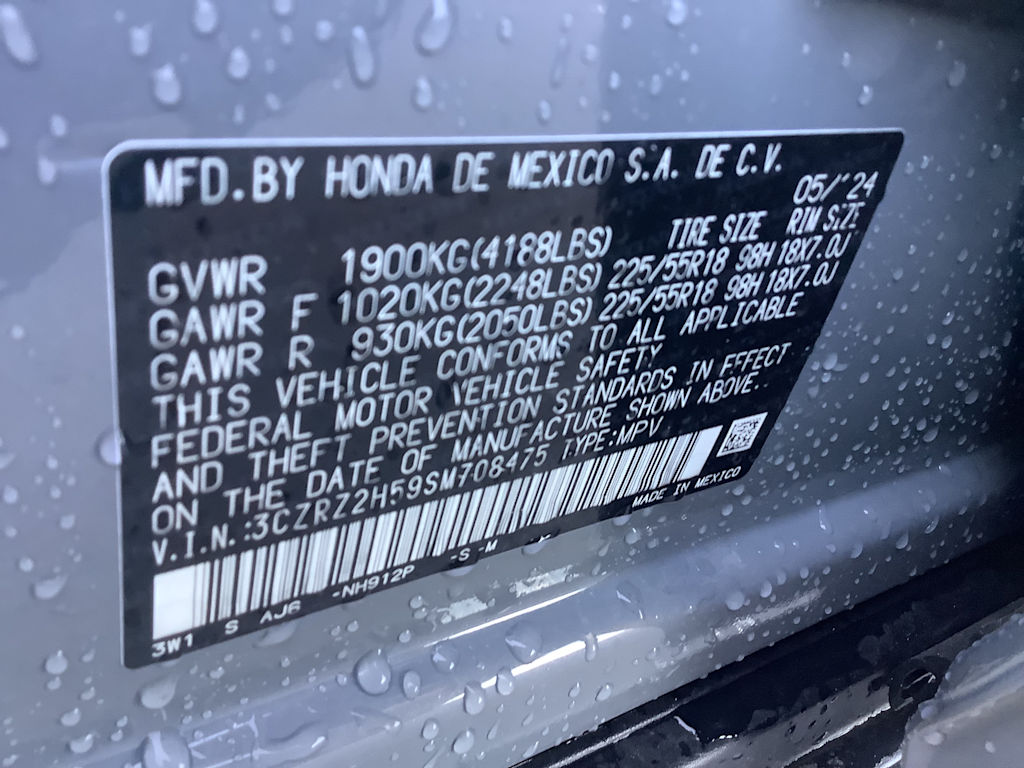 MFD.BY HONDA DE MEXICO S.A. DE C.V.
05/'24
TIRE SIZE RIM SIZE
GVWR 1900KG(4188LBS)
GAWR F 1020KG(2248LBS) 225/55R18 98H 18X7.0J
GAWR R 930KG(2050LBS) 225/55R18 98H 18X7.0J
THIS VEHICLE CONFORMS TO ALL APPLICABLE
FEDERAL MOTOR VEHICLE SAFETY
AND THEFT PREVENTION STANDARDS IN EFFECT
ON THE DATE OF MANUFACTURE SHOWN ABOVE.
V.I.N.:3CZRZ2H59SM708475 TYPE:MPV
MADE IN MEXICO
3W1 S AJ6 -NH912P -S-M X